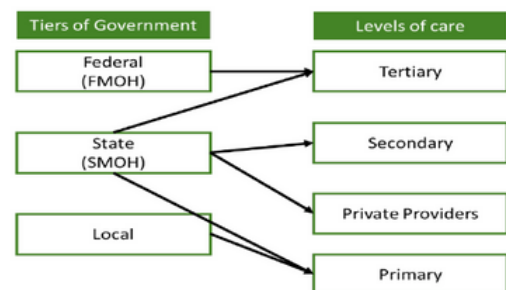 Tiers of Government
Levels of care
Federal
(FMOH)
Tertiary
State
(SMOH)
Secondary
Private Providers
Local
Primary